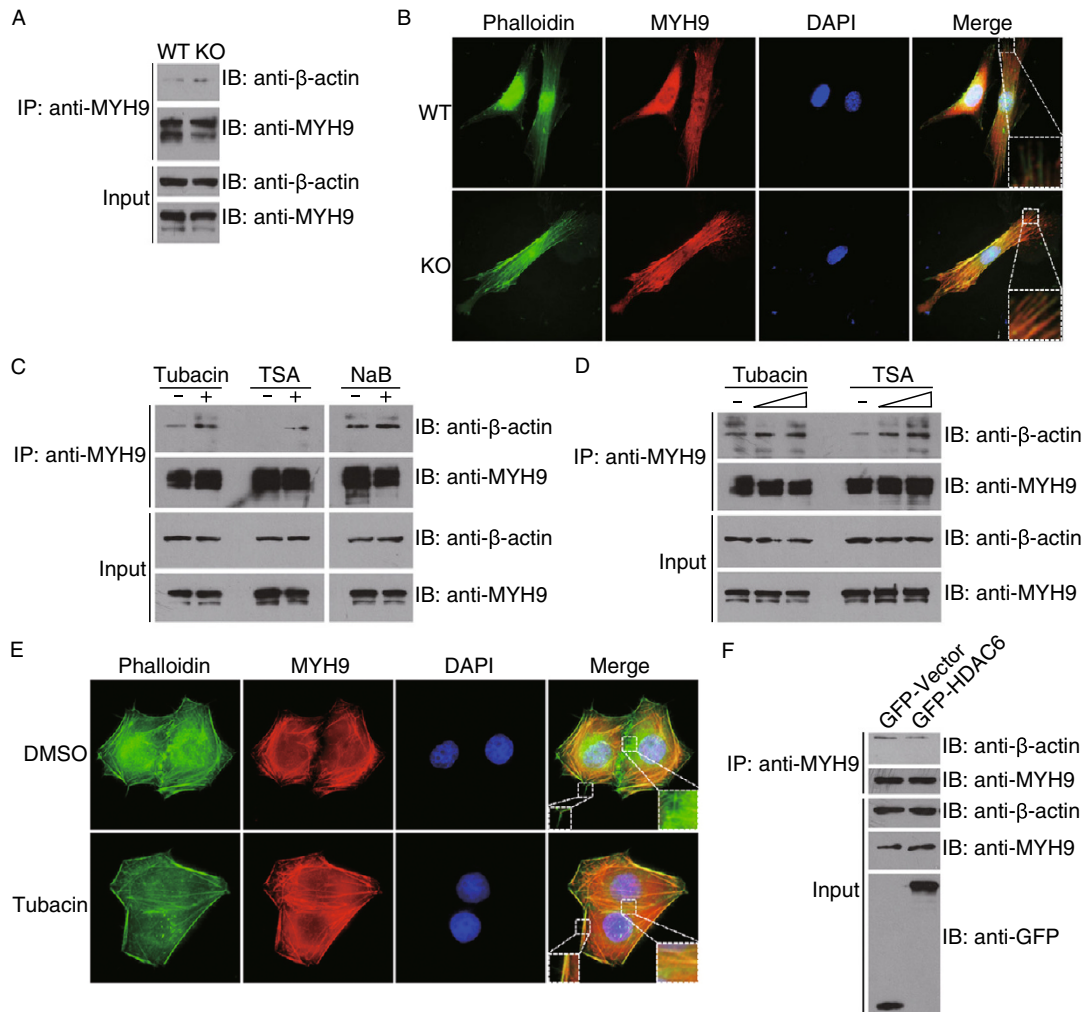 A
WT KO
IP: anti-MYH9
IB: anti-β-actin
IB: anti-MYH9
Input
IB: anti-β-actin
IB: anti-MYH9
B
Phalloidin MYH9 DAPI Merge
WT
KO
C
Tubacin TSA NaB
− + − + − +
IP: anti-MYH9
IB: anti-β-actin
IB: anti-MYH9
Input
IB: anti-β-actin
IB: anti-MYH9
D
Tubacin TSA
− −
IP: anti-MYH9
IB: anti-β-actin
IB: anti-MYH9
Input
IB: anti-β-actin
IB: anti-MYH9
E
Phalloidin MYH9 DAPI Merge
DMSO
Tubacin
F
GFP-Vector
GFP-HDAC6
IP: anti-MYH9
IB: anti-β-actin
IB: anti-MYH9
IB: anti-β-actin
IB: anti-MYH9
Input
IB: anti-GFP